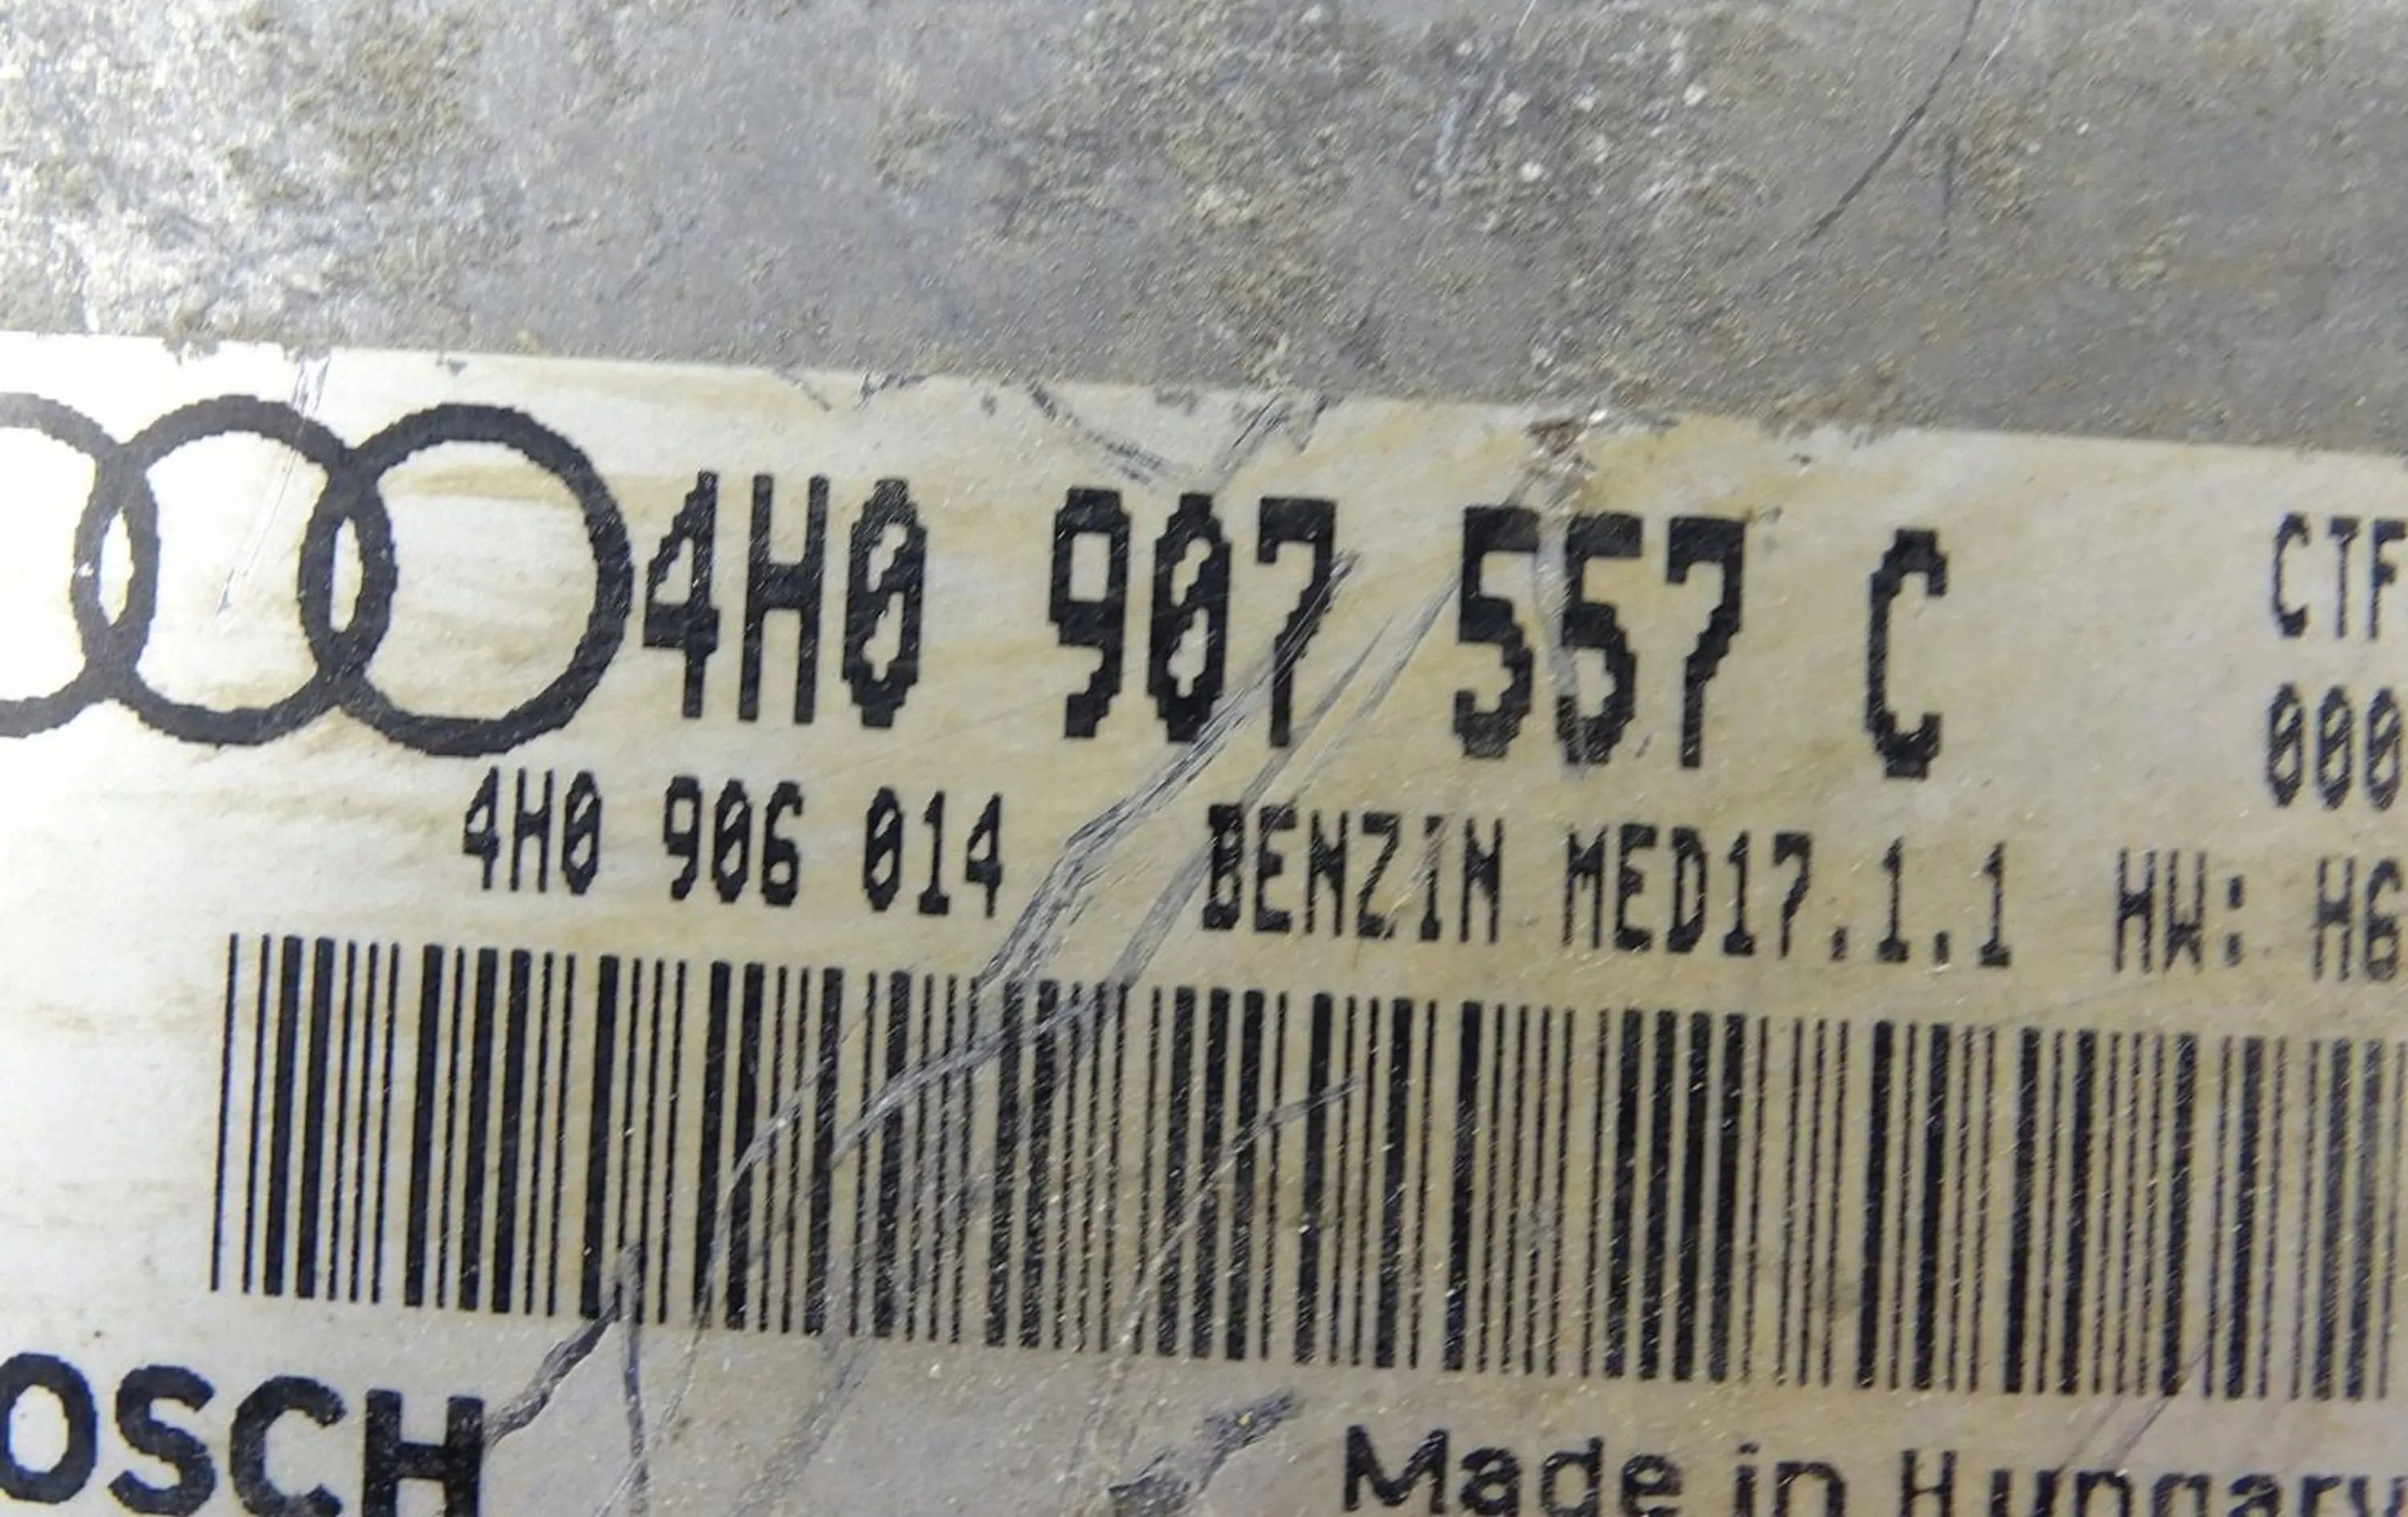 4H0 907 557 C CTF
000
4H0 906 014 BENZIN MED17.1.1 HW: H6
OSCH
Made in Hungary